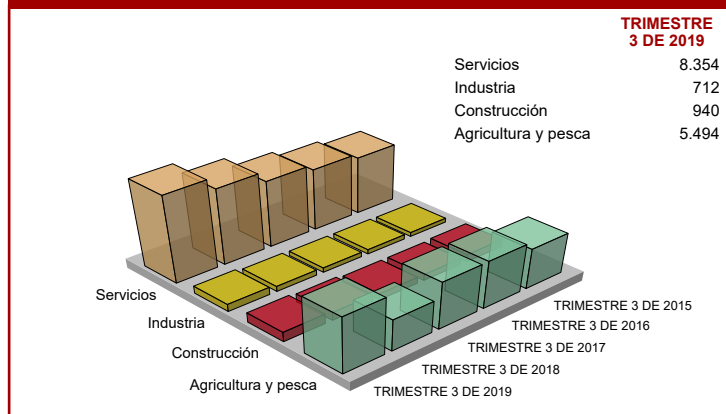 TRIMESTRE
3 DE 2019
Servicios 8.354
Industria 712
Construcción 940
Agricultura y pesca 5.494
Servicios
Industria
Construcción
Agricultura y pesca
TRIMESTRE 3 DE 2015
TRIMESTRE 3 DE 2016
TRIMESTRE 3 DE 2017
TRIMESTRE 3 DE 2018
TRIMESTRE 3 DE 2019